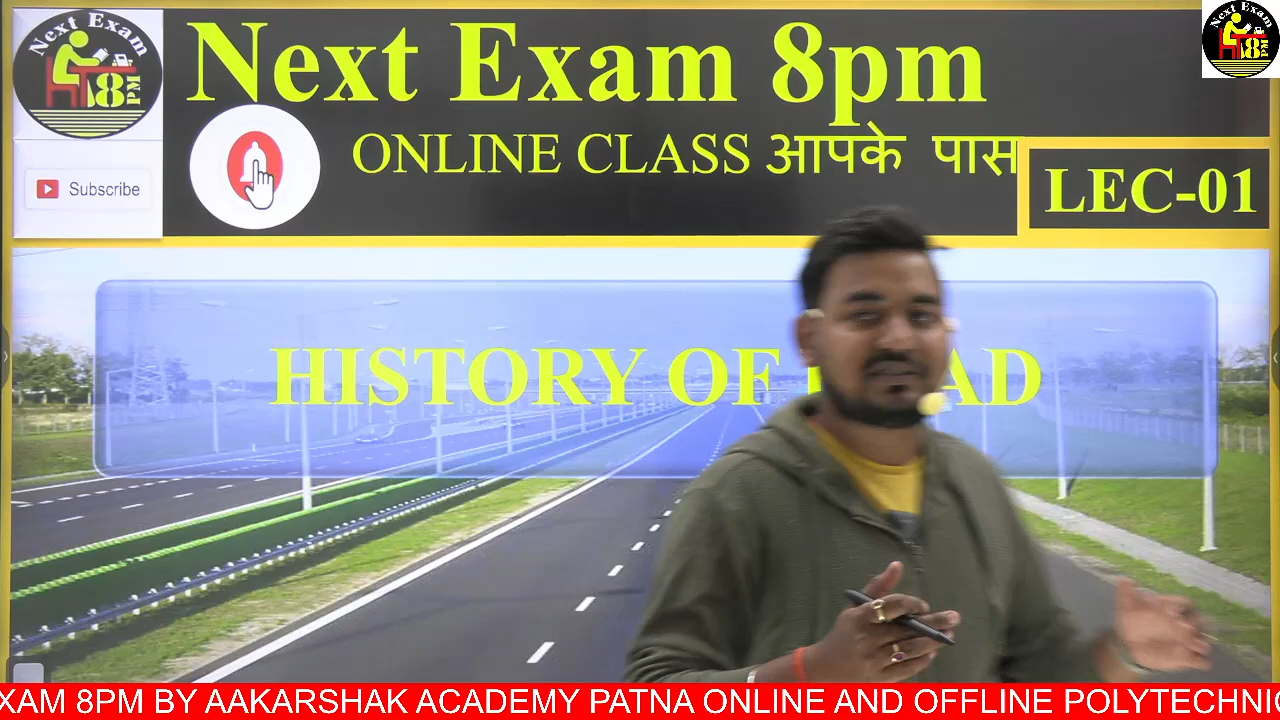 Next Exam
8PM
Next Exam 8pm
Next Exam
8PM
ONLINE CLASS आपके पास
Subscribe
LEC-01
HISTORY OF AD
XAM 8PM BY AAKARSHAK ACADEMY PATNA ONLINE AND OFFLINE POLYTECHNIC